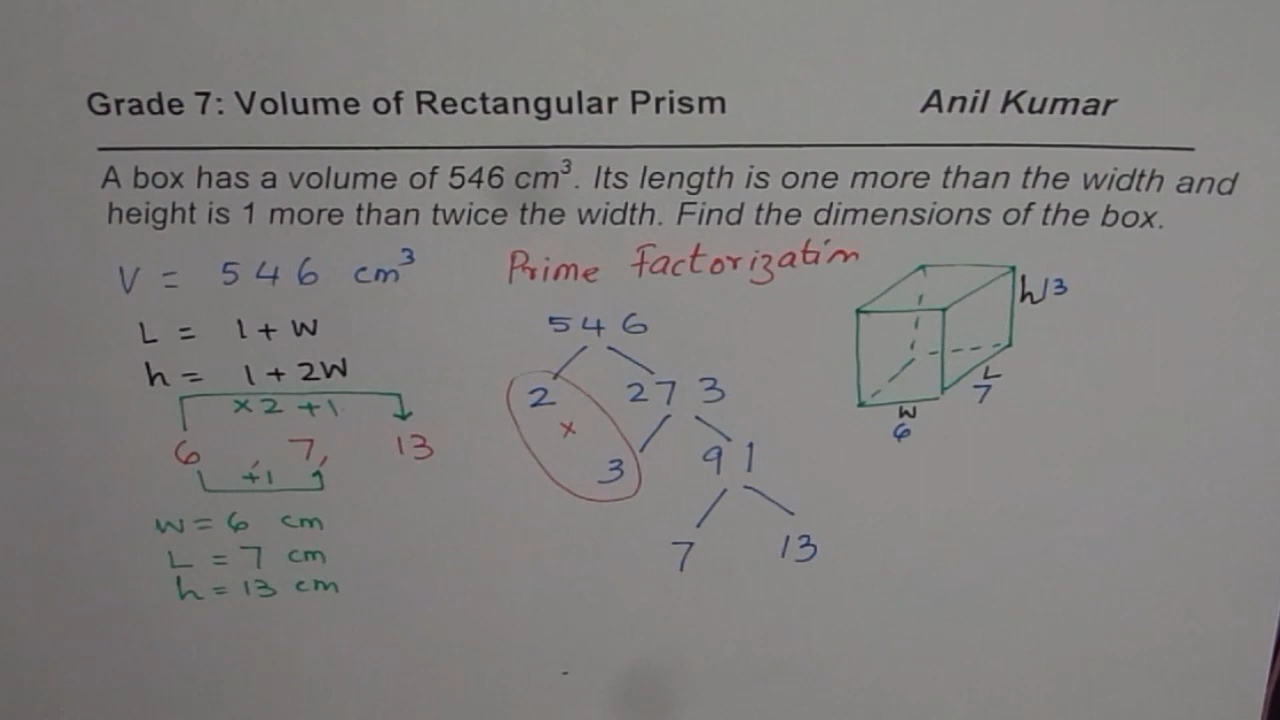 Grade 7: Volume of Rectangular Prism
Anil Kumar
A box has a volume of 546 cm³. Its length is one more than the width and
height is 1 more than twice the width. Find the dimensions of the box.
V = 546 cm³
L = 1 + W
h = 1 + 2W
×2 +1
6, 7, 13
+1
W = 6 cm
L = 7 cm
h = 13 cm
Prime Factorization
546
2 273
×
3 91
7 13
h 13
L
7
W
6